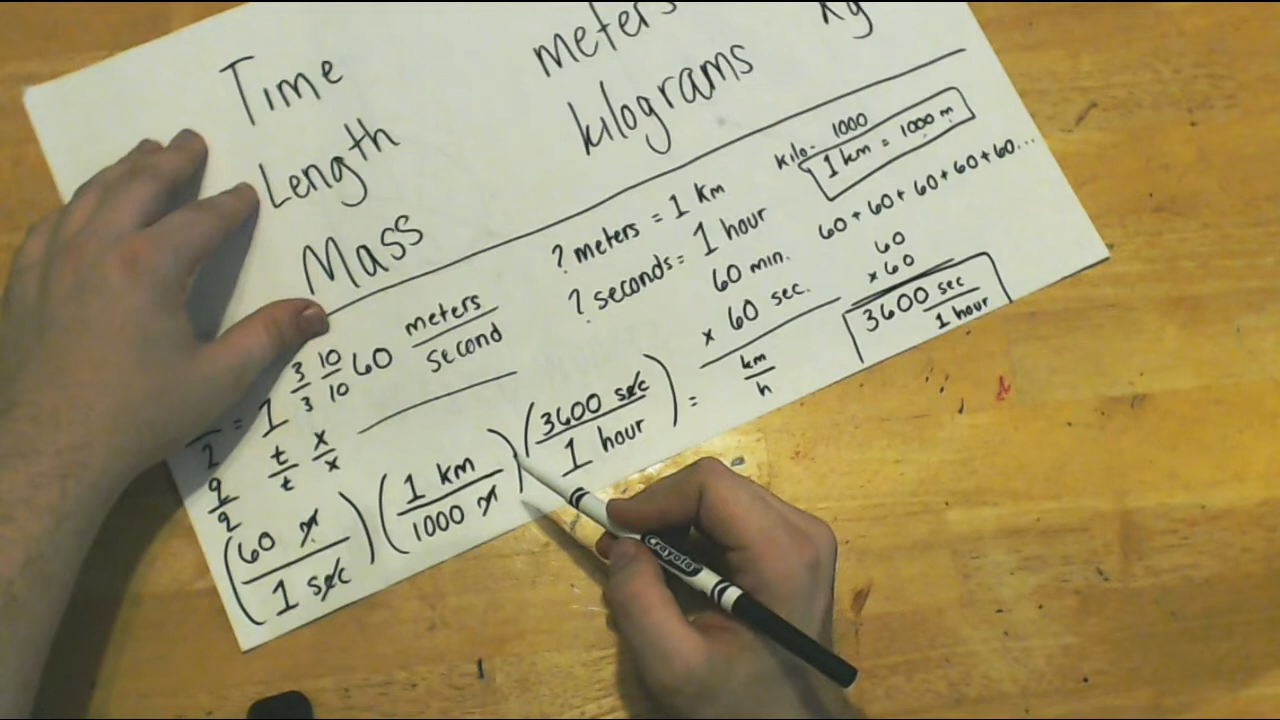 Time
meters
Kg
Length
kilograms
Mass
kilo- 1000
1 km = 1000 m
? meters = 1 km
? seconds = 1 hour
60 min.
x 60 sec.
km
h
60 + 60 + 60 + 60 + 60...
60
x 60
3600 sec
1 hour
60 meters
second
2 = 1 3 10
3 10
9 t x
2 t x
(60 m
1 sec)
(1 km
1000 m)
(3600 sec
1 hour) =
Crayola